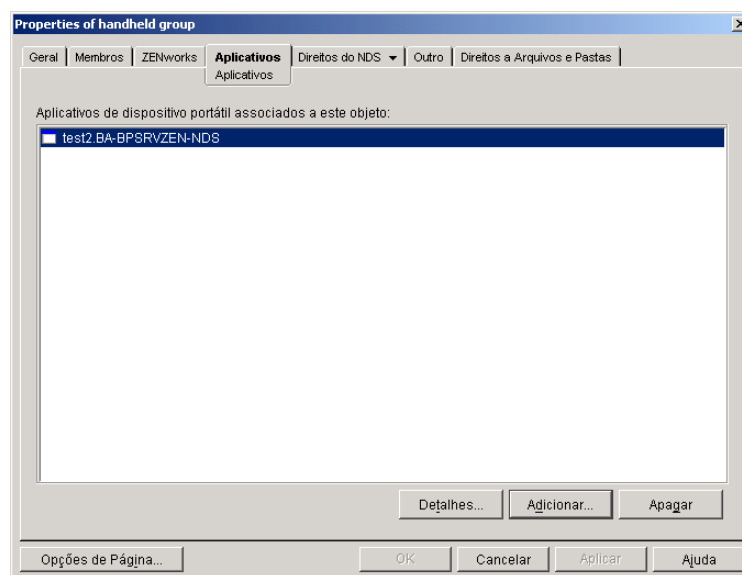 Properties of handheld group
Geral Membros ZENworks Aplicativos Direitos do NDS Outro Direitos a Arquivos e Pastas
Aplicativos
Aplicativos de dispositivo portátil associados a este objeto:
test2.BA-BPSRVZEN-NDS
Detalhes... Adicionar... Apagar
Opções de Página... OK Cancelar Aplicar Ajuda